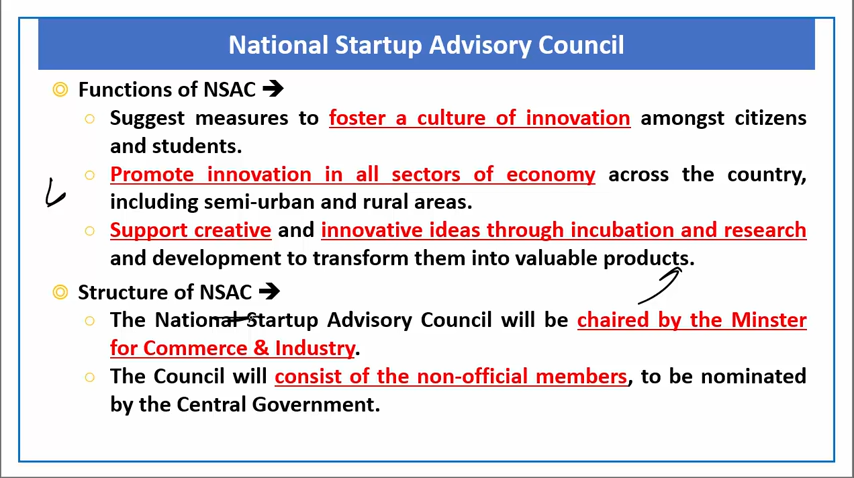 National Startup Advisory Council
Functions of NSAC ➔
Suggest measures to foster a culture of innovation amongst citizens
and students.
Promote innovation in all sectors of economy across the country,
including semi-urban and rural areas.
Support creative and innovative ideas through incubation and research
and development to transform them into valuable products.
Structure of NSAC ➔
The National Startup Advisory Council will be chaired by the Minster
for Commerce & Industry.
The Council will consist of the non-official members, to be nominated
by the Central Government.